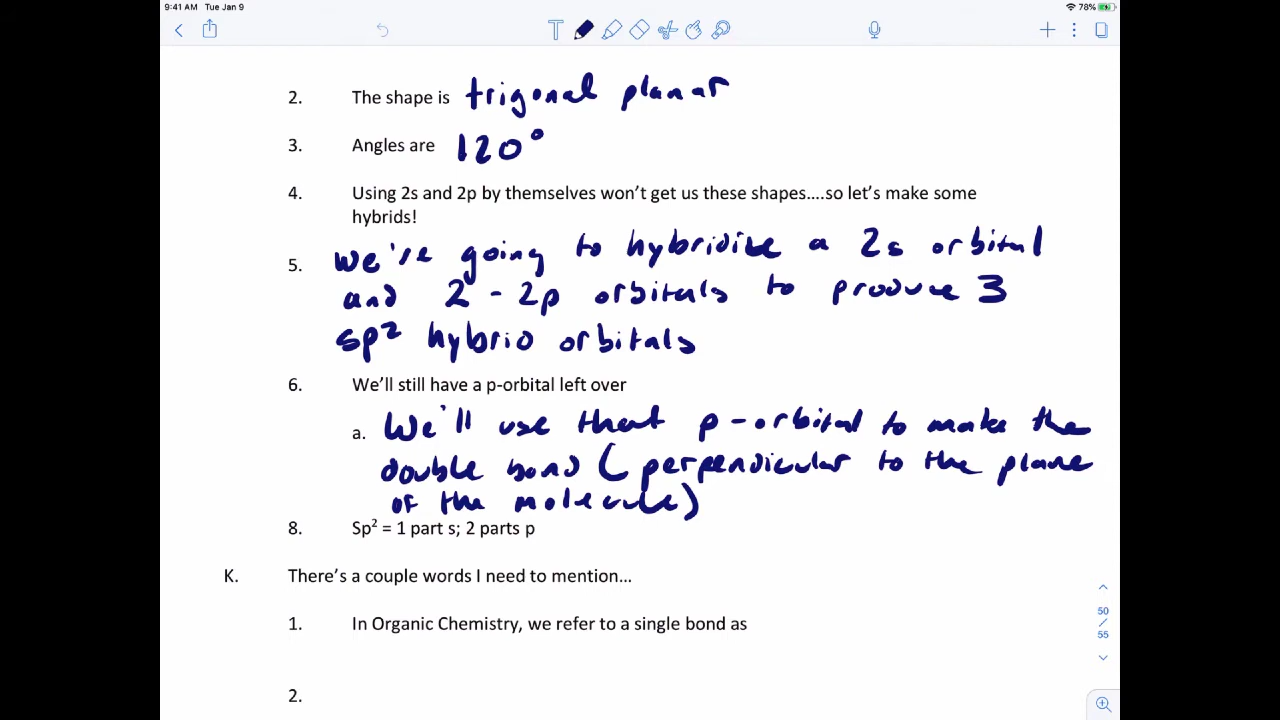 9:41 AM Tue Jan 9
78%
2. The shape is trigonal planar
3. Angles are 120°
4. Using 2s and 2p by themselves won't get us these shapes....so let's make some
hybrids!
we're going to hybridize a 2s orbital
5.
and 2 - 2p orbitals to produce 3
sp² hybrid orbitals
6. We'll still have a p-orbital left over
a. We'll use that p-orbital to make the
double bond (perpendicular to the plane
of the molecule)
8. Sp² = 1 part s; 2 parts p
K. There's a couple words I need to mention...
1. In Organic Chemistry, we refer to a single bond as
2.
50
/
55